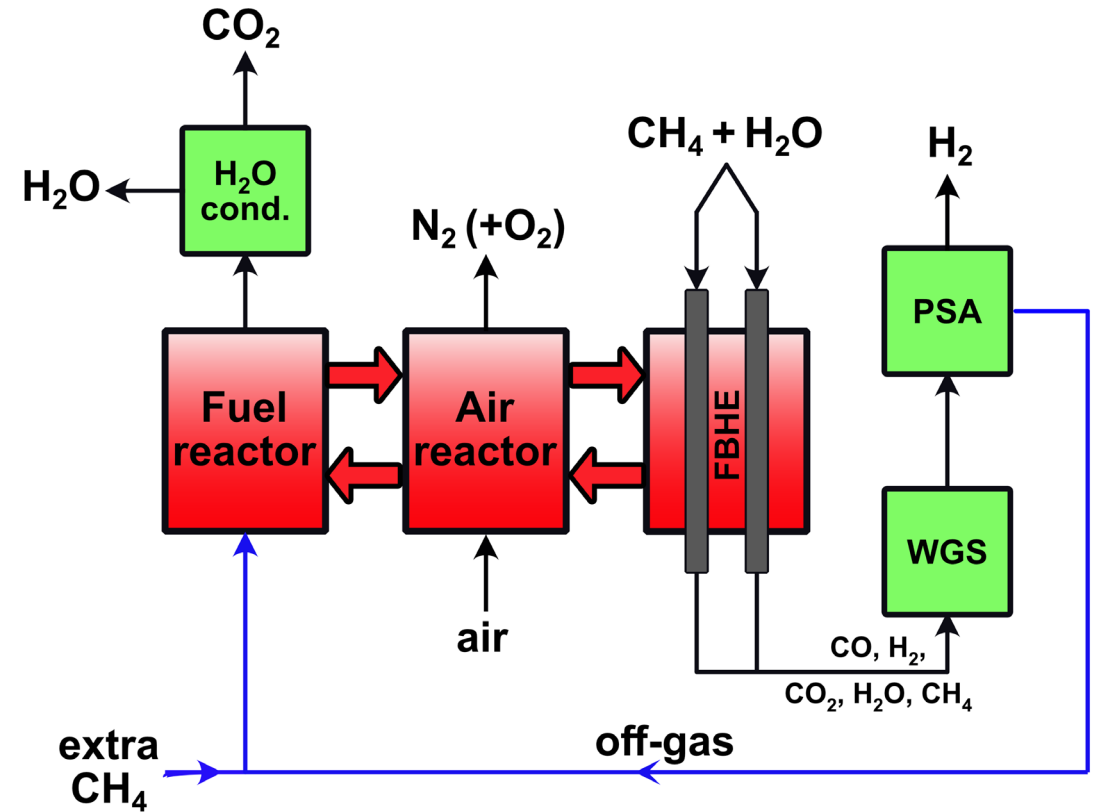 CO₂
H₂O
H₂O
cond.
CH₄ + H₂O
H₂
N₂ (+O₂)
PSA
Fuel
reactor
Air
reactor
FBHE
WGS
air
CO, H₂,
CO₂, H₂O, CH₄
extra
CH₄
off-gas